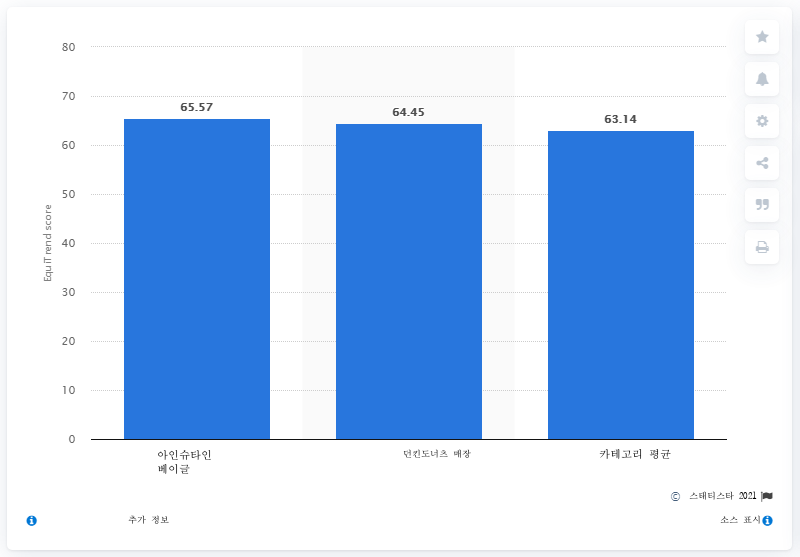 80
70
65.57
64.45
63.14
60
50
40
30
20
10
0
EquiTrend score
아인슈타인
베이글
던킨도너츠 매장
카테고리 평균
© 스태티스타 2021
추가 정보
소스 표시